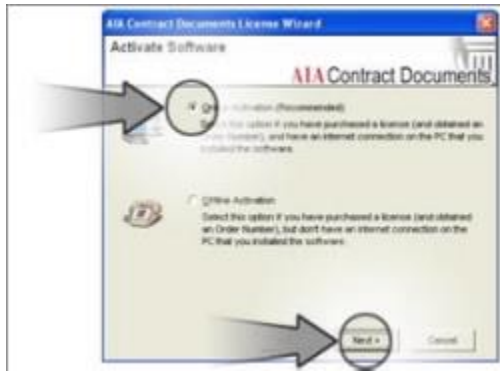 AIA Contract Documents License Wizard
Activate Software
AIA Contract Documents
Online Activation (Recommended)
Select this option if you have purchased a license (and obtained an
Order Number), and have an internet connection on the PC that you
installed the software.
Offline Activation
Select this option if you have purchased a license (and obtained
an Order Number), but don't have an internet connection on the
PC that you installed the software.
Next >
Cancel